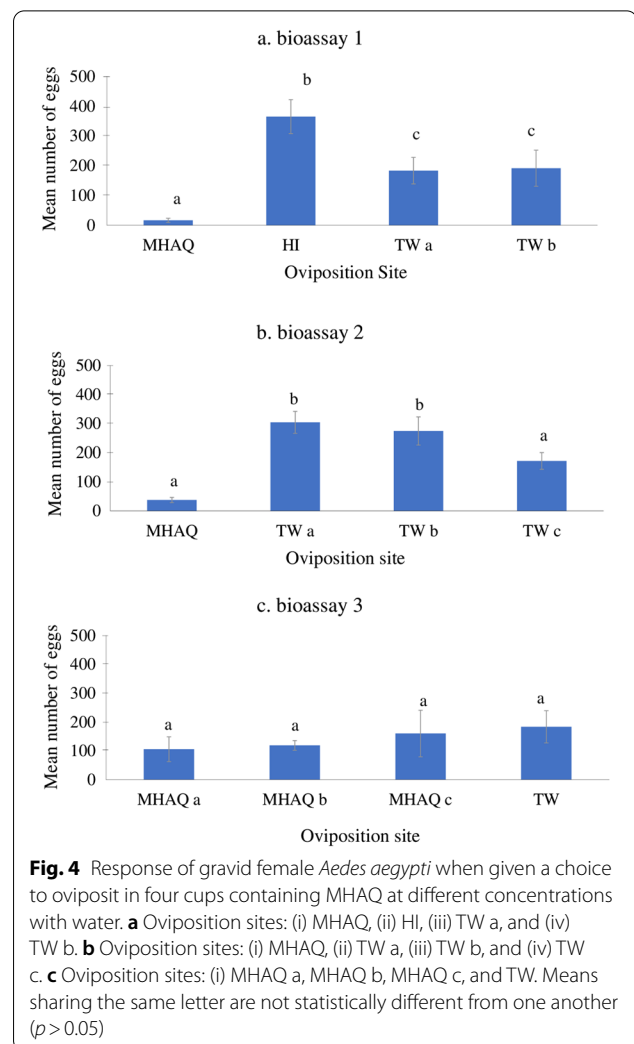 a. bioassay 1
Mean number of eggs
500
400
300
200
100
0
a
b
c
c
MHAQ HI TW a TW b
Oviposition Site
b. bioassay 2
Mean number of eggs
500
400
300
200
100
0
a
b
b
a
MHAQ TW a TW b TW c
Oviposition site
c. bioassay 3
Mean number of eggs
500
400
300
200
100
0
a
a
a
a
MHAQ a MHAQ b MHAQ c TW
Oviposition site
Fig. 4 Response of gravid female Aedes aegypti when given a choice
to oviposit in four cups containing MHAQ at different concentrations
with water. a Oviposition sites: (i) MHAQ, (ii) HI, (iii) TW a, and (iv)
TW b. b Oviposition sites: (i) MHAQ, (ii) TW a, (iii) TW b, and (iv) TW
c. c Oviposition sites: (i) MHAQ a, MHAQ b, MHAQ c, and TW. Means
sharing the same letter are not statistically different from one another
(p > 0.05)